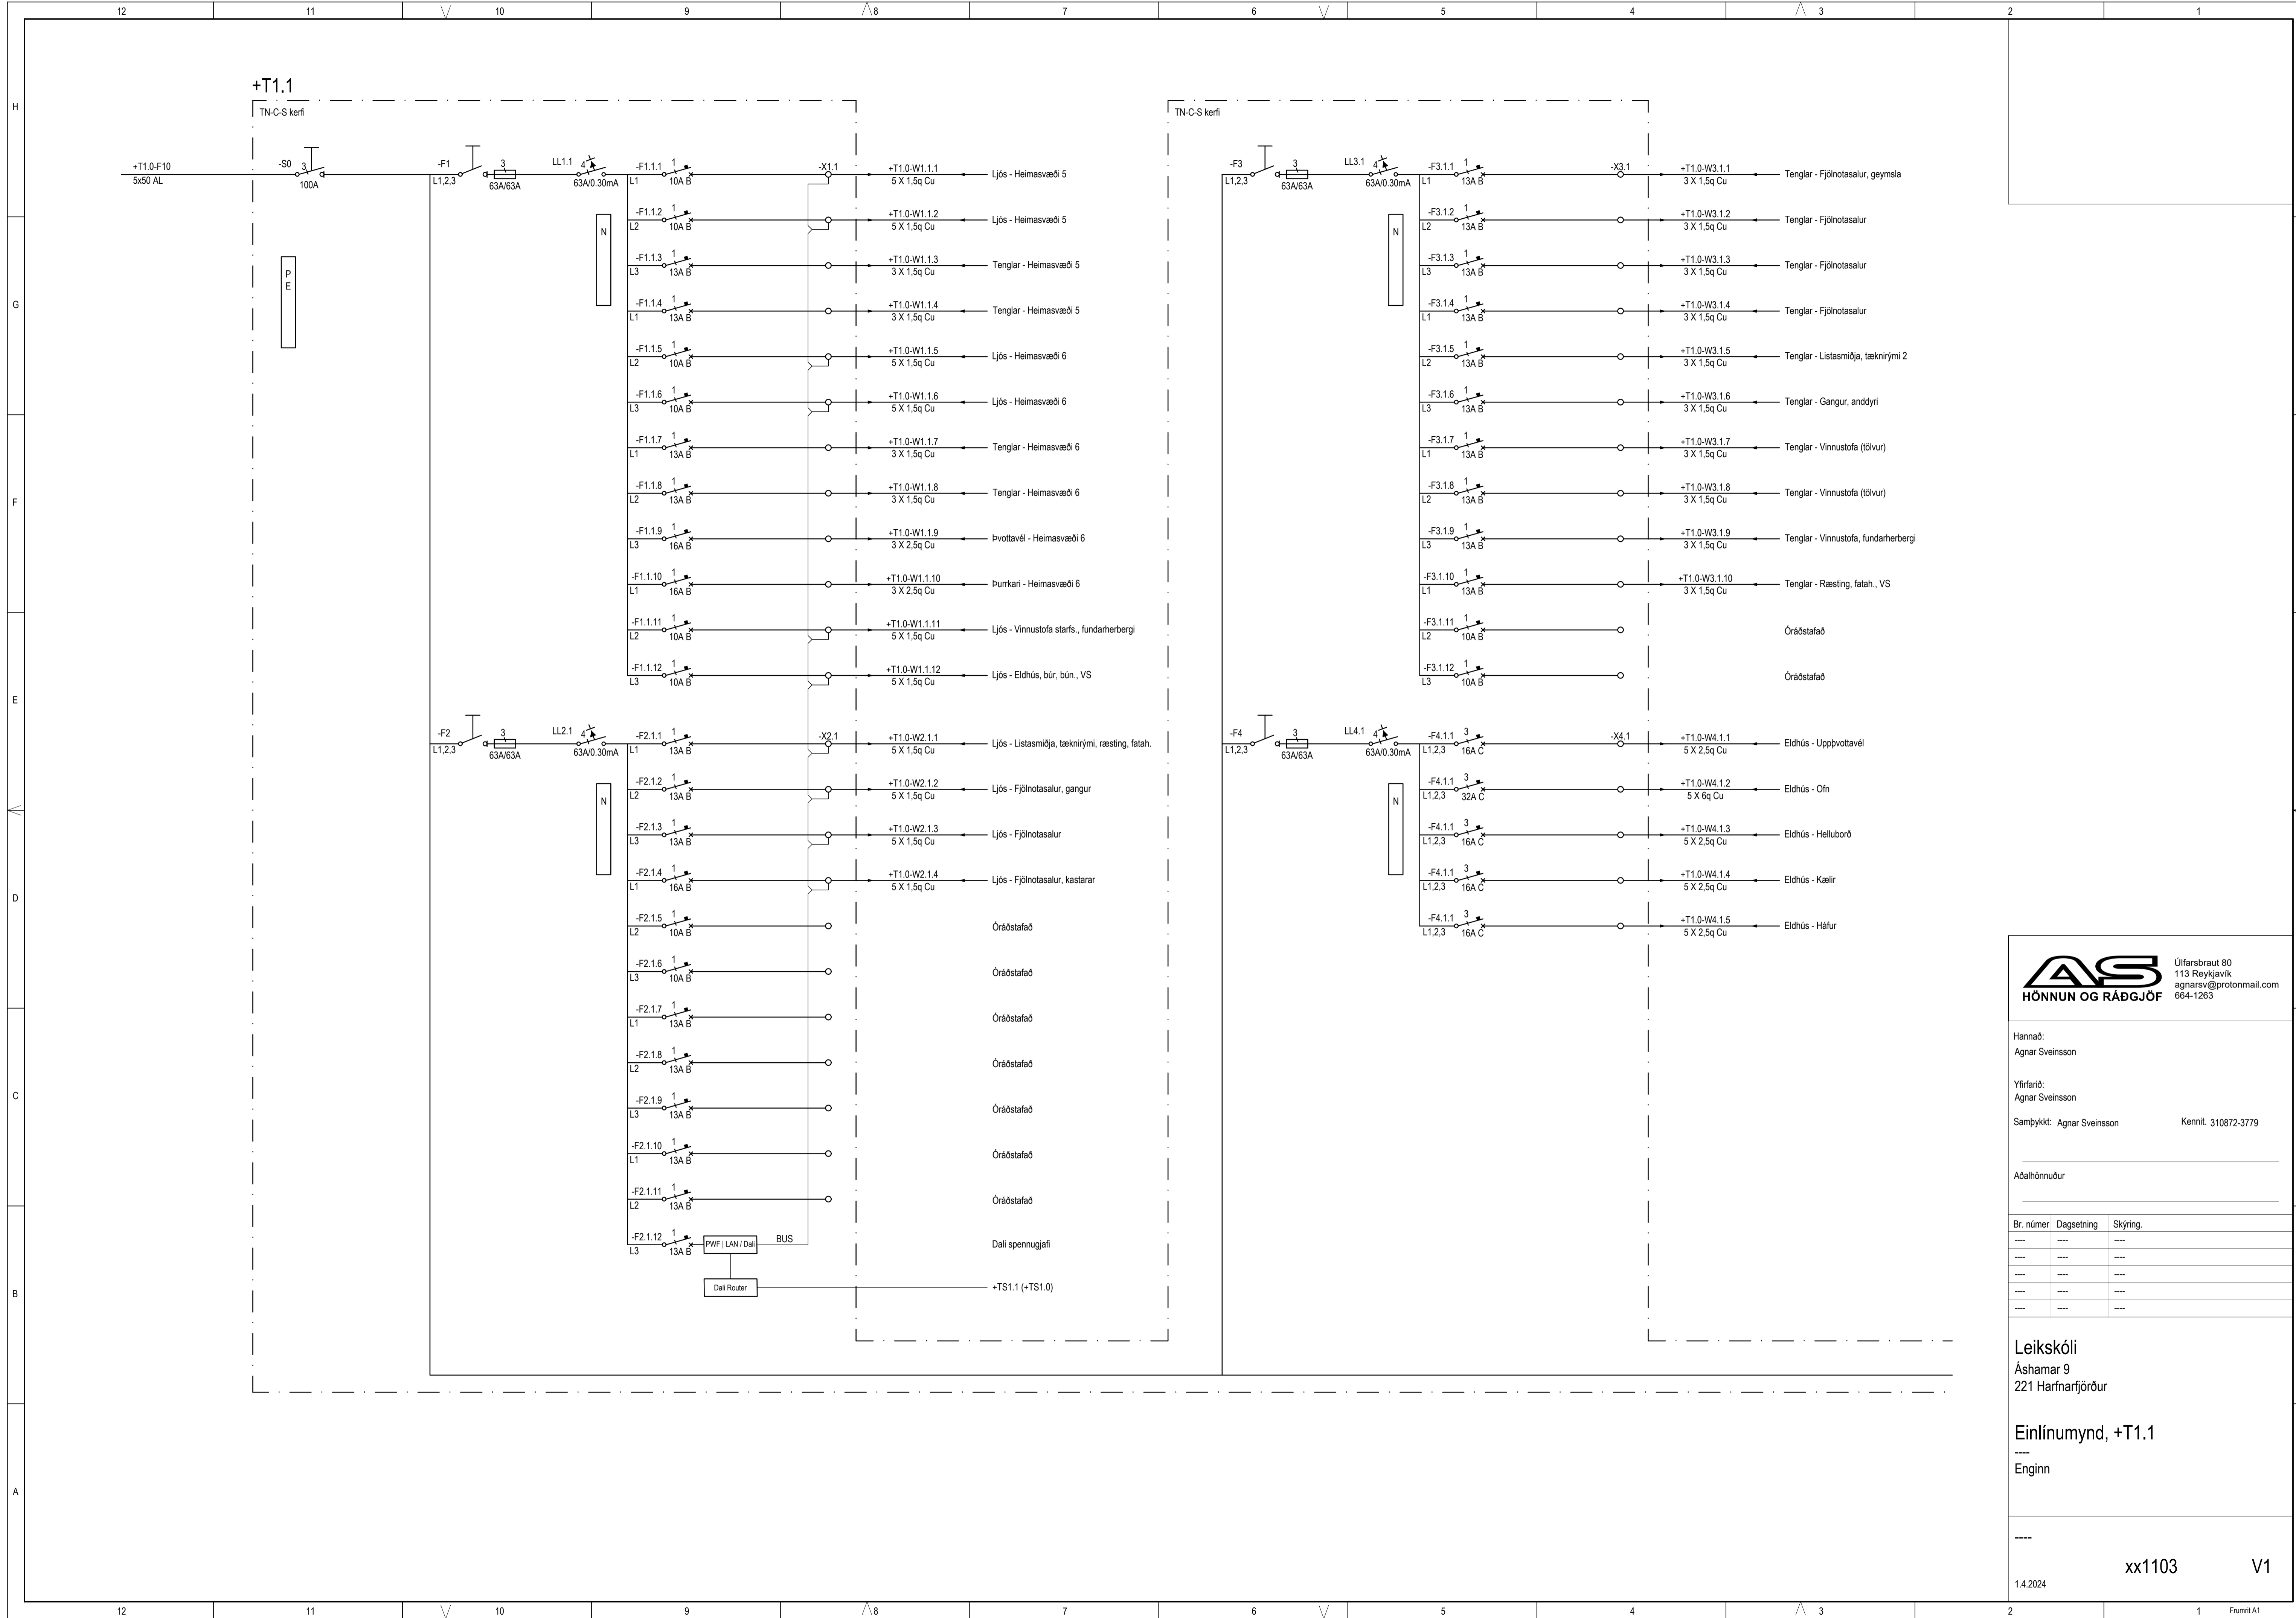 12 11 10 9 8 7 6 5 4 3 2 1
H
G
F
E
D
C
B
A
+T1.1
TN-C-S kerfi
+T1.0-F10
5x50 AL
-S0 3
100A
P
E
-F1
L1,2,3
3
63A/63A
LL1.1 4
63A/0.30mA
N
-X1.1
-F1.1.1 1 +T1.0-W1.1.1
L1 10A B 5 X 1,5q Cu Ljós - Heimasvæði 5
-F1.1.2 1 +T1.0-W1.1.2
L2 10A B 5 X 1,5q Cu Ljós - Heimasvæði 5
-F1.1.3 1 +T1.0-W1.1.3
L3 13A B 3 X 1,5q Cu Tenglar - Heimasvæði 5
-F1.1.4 1 +T1.0-W1.1.4
L1 13A B 3 X 1,5q Cu Tenglar - Heimasvæði 5
-F1.1.5 1 +T1.0-W1.1.5
L2 10A B 5 X 1,5q Cu Ljós - Heimasvæði 6
-F1.1.6 1 +T1.0-W1.1.6
L3 10A B 5 X 1,5q Cu Ljós - Heimasvæði 6
-F1.1.7 1 +T1.0-W1.1.7
L1 13A B 3 X 1,5q Cu Tenglar - Heimasvæði 6
-F1.1.8 1 +T1.0-W1.1.8
L2 13A B 3 X 1,5q Cu Tenglar - Heimasvæði 6
-F1.1.9 1 +T1.0-W1.1.9
L3 16A B 3 X 2,5q Cu Þvottavél - Heimasvæði 6
-F1.1.10 1 +T1.0-W1.1.10
L1 16A B 3 X 2,5q Cu Þurrkari - Heimasvæði 6
-F1.1.11 1 +T1.0-W1.1.11
L2 10A B 5 X 1,5q Cu Ljós - Vinnustofa starfs., fundarherbergi
-F1.1.12 1 +T1.0-W1.1.12
L3 10A B 5 X 1,5q Cu Ljós - Eldhús, búr, bún., VS
-F2
L1,2,3
3
63A/63A
LL2.1 4
63A/0.30mA
N
-X2.1
-F2.1.1 1 +T1.0-W2.1.1
L1 13A B 5 X 1,5q Cu Ljós - Listasmiðja, tæknirými, ræsting, fatah.
-F2.1.2 1 +T1.0-W2.1.2
L2 13A B 5 X 1,5q Cu Ljós - Fjölnotasalur, gangur
-F2.1.3 1 +T1.0-W2.1.3
L3 13A B 5 X 1,5q Cu Ljós - Fjölnotasalur
-F2.1.4 1 +T1.0-W2.1.4
L1 16A B 5 X 1,5q Cu Ljós - Fjölnotasalur, kastarar
-F2.1.5 1
L2 10A B Óráðstafað
-F2.1.6 1
L3 10A B Óráðstafað
-F2.1.7 1
L1 13A B Óráðstafað
-F2.1.8 1
L2 13A B Óráðstafað
-F2.1.9 1
L3 13A B Óráðstafað
-F2.1.10 1
L1 13A B Óráðstafað
-F2.1.11 1
L2 13A B Óráðstafað
-F2.1.12 1
L3 13A B PWF | LAN / Dali BUS Dali spennugjafi
Dali Router +TS1.1 (+TS1.0)
TN-C-S kerfi
-F3
L1,2,3
3
63A/63A
LL3.1 4
63A/0.30mA
N
-X3.1
-F3.1.1 1 +T1.0-W3.1.1
L1 13A B 3 X 1,5q Cu Tenglar - Fjölnotasalur, geymsla
-F3.1.2 1 +T1.0-W3.1.2
L2 13A B 3 X 1,5q Cu Tenglar - Fjölnotasalur
-F3.1.3 1 +T1.0-W3.1.3
L3 13A B 3 X 1,5q Cu Tenglar - Fjölnotasalur
-F3.1.4 1 +T1.0-W3.1.4
L1 13A B 3 X 1,5q Cu Tenglar - Fjölnotasalur
-F3.1.5 1 +T1.0-W3.1.5
L2 13A B 3 X 1,5q Cu Tenglar - Listasmiðja, tæknirými 2
-F3.1.6 1 +T1.0-W3.1.6
L3 13A B 3 X 1,5q Cu Tenglar - Gangur, anddyri
-F3.1.7 1 +T1.0-W3.1.7
L1 13A B 3 X 1,5q Cu Tenglar - Vinnustofa (tölvur)
-F3.1.8 1 +T1.0-W3.1.8
L2 13A B 3 X 1,5q Cu Tenglar - Vinnustofa (tölvur)
-F3.1.9 1 +T1.0-W3.1.9
L3 13A B 3 X 1,5q Cu Tenglar - Vinnustofa, fundarherbergi
-F3.1.10 1 +T1.0-W3.1.10
L1 13A B 3 X 1,5q Cu Tenglar - Ræsting, fatah., VS
-F3.1.11 1
L2 10A B Óráðstafað
-F3.1.12 1
L3 10A B Óráðstafað
-F4
L1,2,3
3
63A/63A
LL4.1 4
63A/0.30mA
N
-X4.1
-F4.1.1 3 +T1.0-W4.1.1
L1,2,3 16A C 5 X 2,5q Cu Eldhús - Uppþvottavél
-F4.1.1 3 +T1.0-W4.1.2
L1,2,3 32A C 5 X 6q Cu Eldhús - Ofn
-F4.1.1 3 +T1.0-W4.1.3
L1,2,3 16A C 5 X 2,5q Cu Eldhús - Helluborð
-F4.1.1 3 +T1.0-W4.1.4
L1,2,3 16A C 5 X 2,5q Cu Eldhús - Kælir
-F4.1.1 3 +T1.0-W4.1.5
L1,2,3 16A C 5 X 2,5q Cu Eldhús - Háfur
AS
HÖNNUN OG RÁÐGJÖF
Úlfarsbraut 80
113 Reykjavík
agnarsv@protonmail.com
664-1263
Hannað:
Agnar Sveinsson
Yfirfarið:
Agnar Sveinsson
Samþykkt: Agnar Sveinsson Kennit. 310872-3779
Aðalhönnuður
Br. númer Dagsetning Skýring.
---- ---- ----
---- ---- ----
---- ---- ----
---- ---- ----
---- ---- ----
Leikskóli
Áshamar 9
221 Harfnarfjörður
Einlínumynd, +T1.1
----
Enginn
----
xx1103 V1
1.4.2024
12 11 10 9 8 7 6 5 4 3 2 1 Frumrit A1